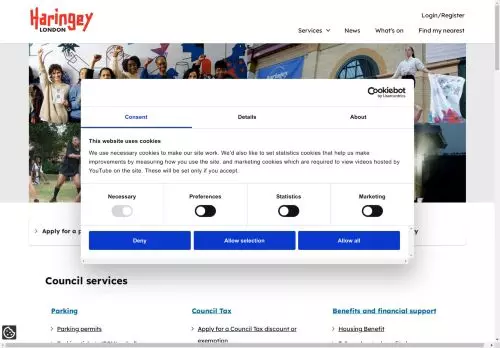 Haringey
LONDON
Login/Register
Services
News
What's on
Find my nearest
Haringey
Cookiebot
by Usercentrics
Consent
Details
About
This website uses cookies
We use necessary cookies to make our site work. We'd also like to set statistics cookies that help us make
improvements by measuring how you use the site, and marketing cookies which are required to view videos hosted by
YouTube on the site. These will be set only if you accept.
Necessary
Preferences
Statistics
Marketing
Deny
Allow selection
Allow all
Apply for a p
y
Council services
Parking
Council Tax
Benefits and financial support
Parking permits
Apply for a Council Tax discount or
exemption
Housing Benefit